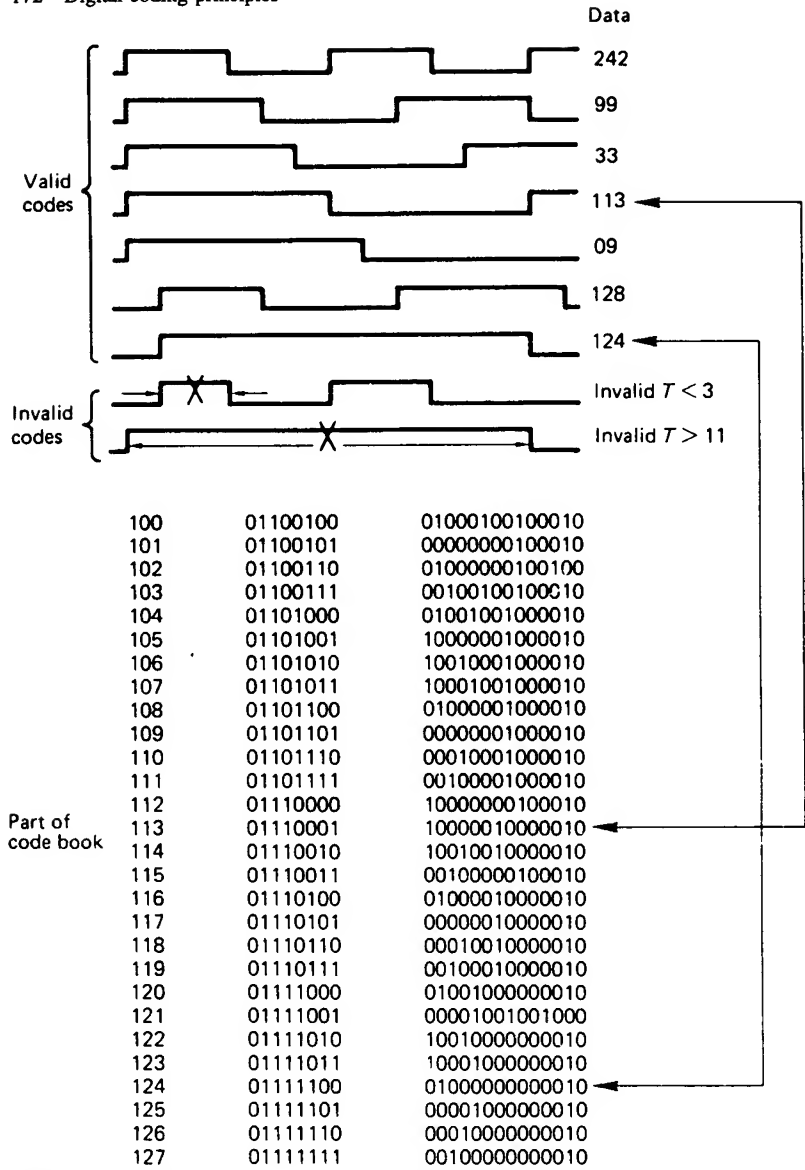 172 Digital coding principles
Data
242
99
33
Valid
codes
113
09
128
124
Invalid T < 3
Invalid
codes
Invalid T > 11
100 01100100 01000100100010
101 01100101 00000000100010
102 01100110 01000000100100
103 01100111 00100100100010
104 01101000 01001001000010
105 01101001 10000001000010
106 01101010 10010001000010
107 01101011 10001001000010
108 01101100 01000001000010
109 01101101 00000001000010
110 01101110 00010001000010
111 01101111 00100001000010
112 01110000 10000000100010
Part of
code book
113 01110001 10000010000010
114 01110010 10010010000010
115 01110011 00100000100010
116 01110100 01000010000010
117 01110101 00000010000010
118 01110110 00010010000010
119 01110111 00100010000010
120 01111000 01001000000010
121 01111001 00001001001000
122 01111010 10010000000010
123 01111011 10001000000010
124 01111100 01000000000010
125 01111101 00001000000010
126 01111110 00010000000010
127 01111111 00100000000010